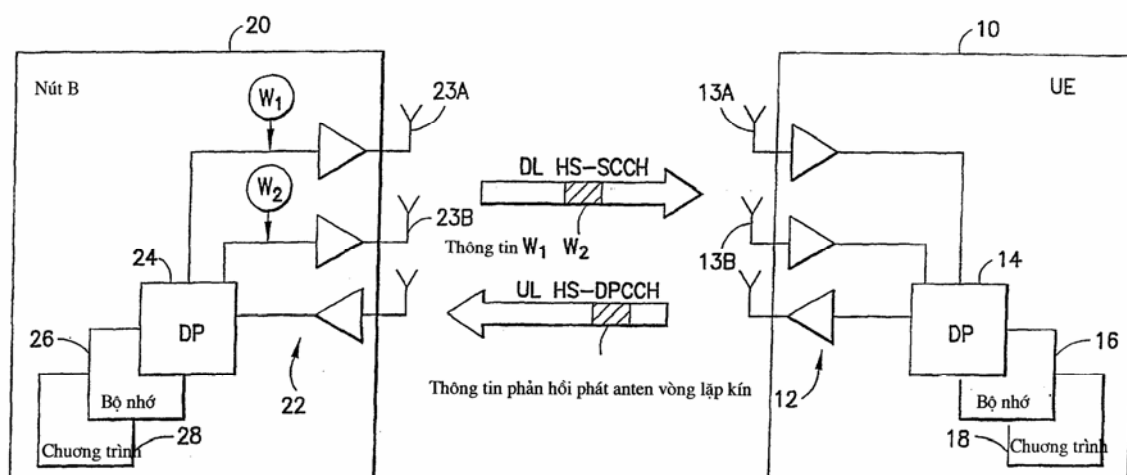 20
10
Nút B
UE
W1
23A
13A
DL HS-SCCH
W2
23B
13B
Thông tin W1 W2
24
14
UL HS-DPCCH
DP
DP
26
16
22
12
Thông tin phản hồi phát anten vòng lặp kín
Bộ nhớ
Bộ nhớ
28
18
Chương trình
Chương trình